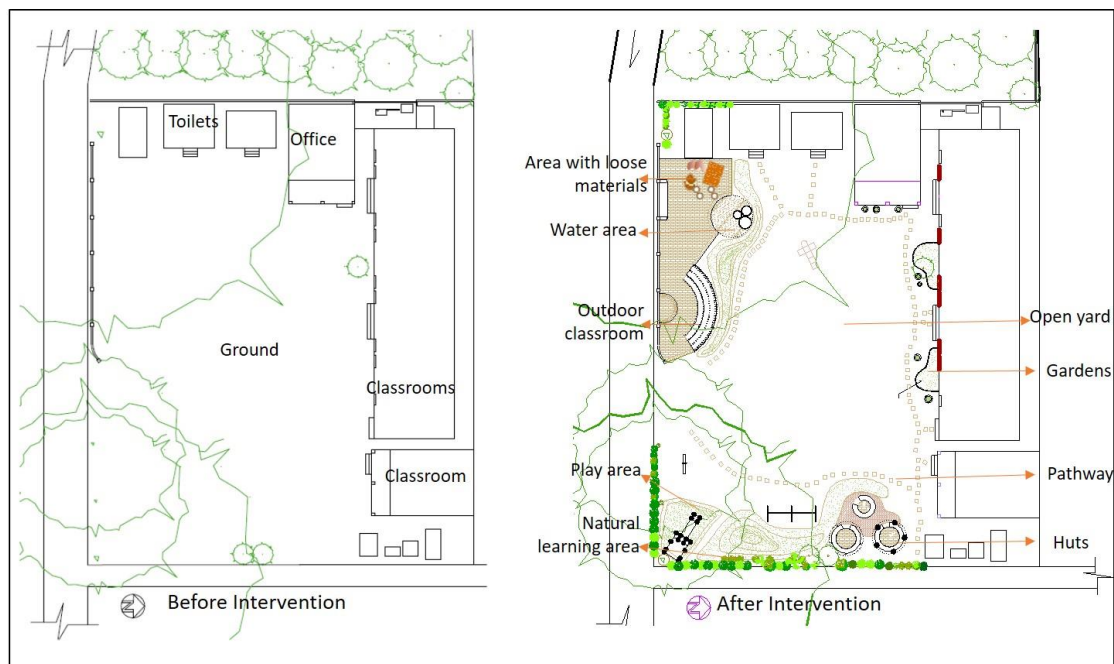 Toilets
Office
Ground
Classrooms
Classroom
N
Before Intervention
Area with loose
materials
Water area
Outdoor
classroom
Open yard
Gardens
Play area
Pathway
Natural
learning area
Huts
N
After Intervention